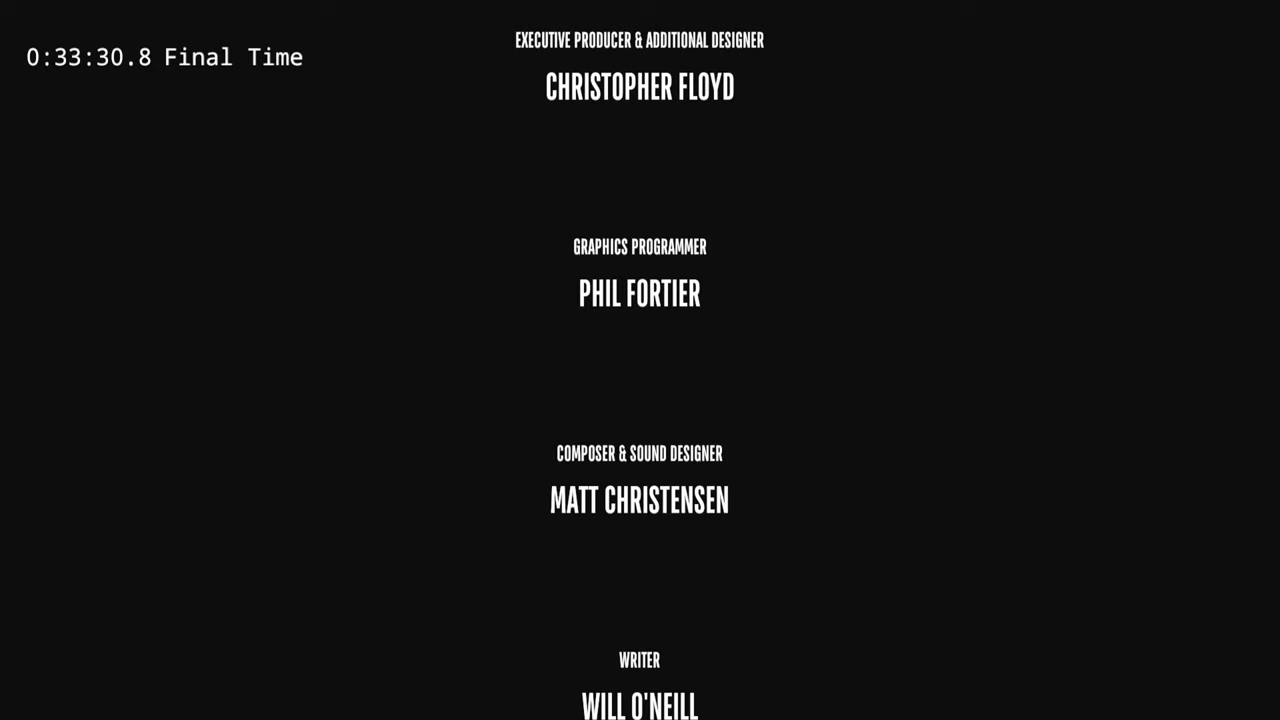 0:33:30.8 Final Time
EXECUTIVE PRODUCER & ADDITIONAL DESIGNER
CHRISTOPHER FLOYD
GRAPHICS PROGRAMMER
PHIL FORTIER
COMPOSER & SOUND DESIGNER
MATT CHRISTENSEN
WRITER
WILL O'NEILL